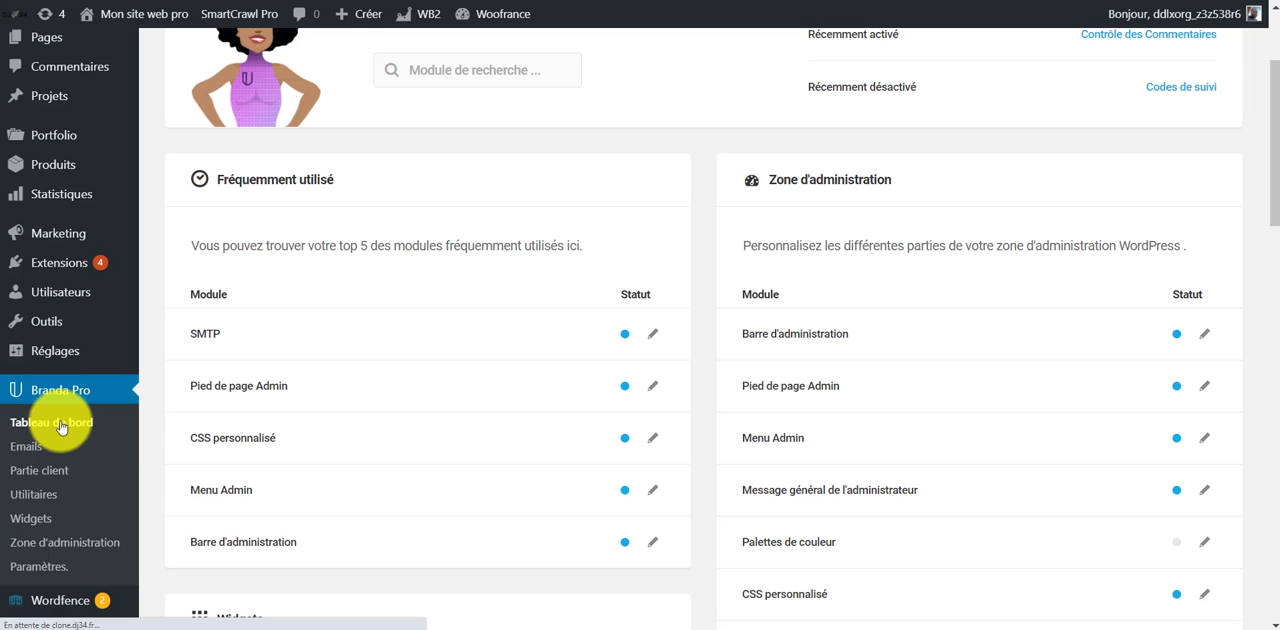 4 Mon site web pro SmartCrawl Pro 0 Créer WB2 Woofrance Bonjour, ddlxorg_z3z538r6
Pages
Commentaires
Projets
Portfolio
Produits
Statistiques
Marketing
Extensions 4
Utilisateurs
Outils
Réglages
Branda Pro
Tableau de bord
Emails
Partie client
Utilitaires
Widgets
Zone d'administration
Paramètres.
Wordfence 2
En attente de clone.dj34.fr...
Module de recherche ...
Récemment activé Contrôle des Commentaires
Récemment désactivé Codes de suivi
Fréquemment utilisé
Vous pouvez trouver votre top 5 des modules fréquemment utilisés ici.
Module Statut
SMTP
Pied de page Admin
CSS personnalisé
Menu Admin
Barre d'administration
Widgets
Zone d'administration
Personnalisez les différentes parties de votre zone d'administration WordPress .
Module Statut
Barre d'administration
Pied de page Admin
Menu Admin
Message général de l'administrateur
Palettes de couleur
CSS personnalisé